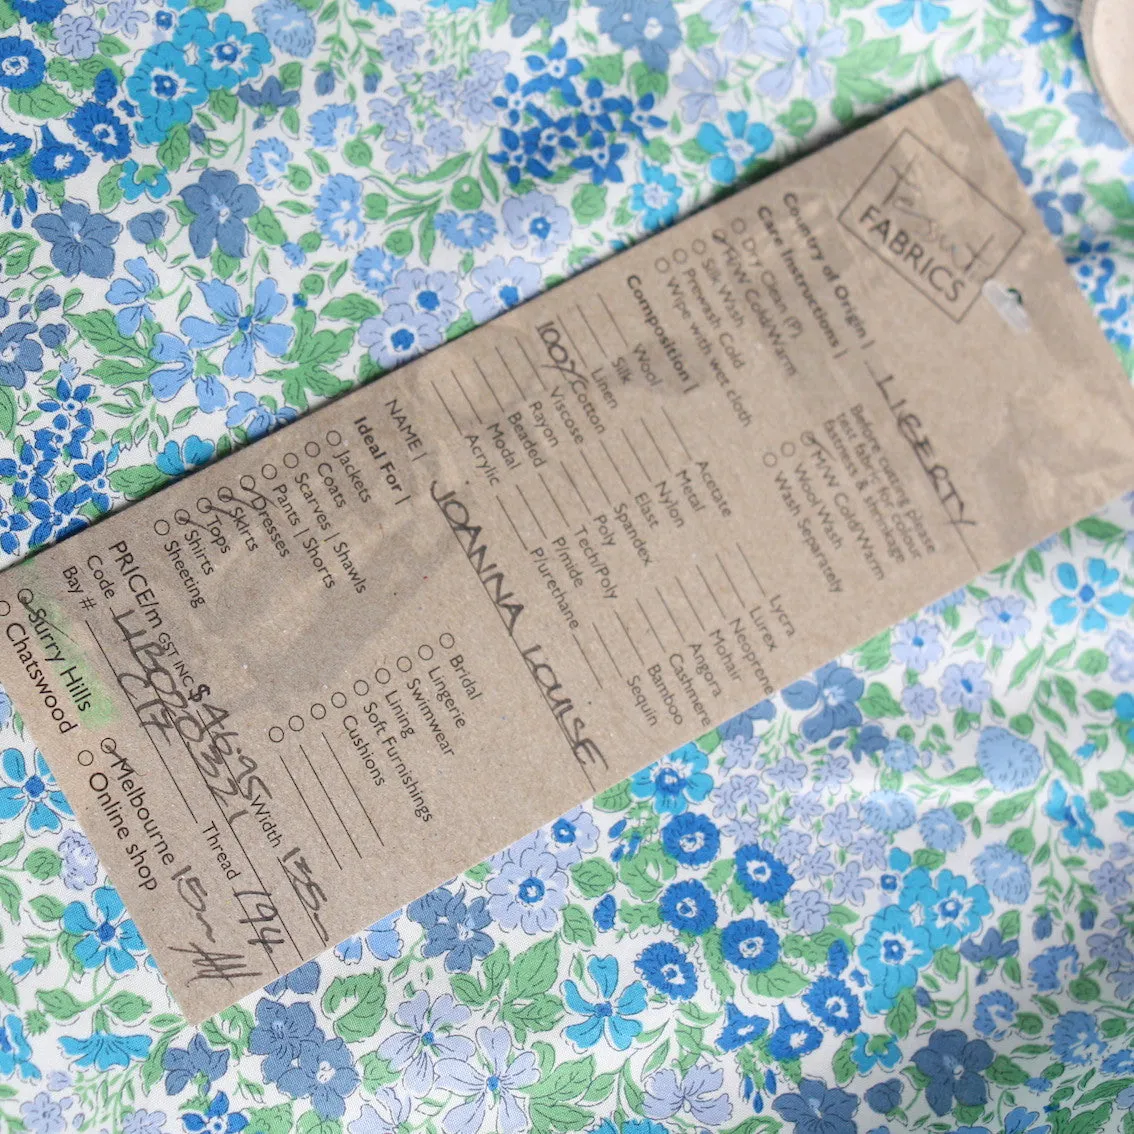 Tessuti
FABRICS
Country of Origin | LIBERTY
Care Instructions |
Before cutting please
test fabric for colour
fastness & shrinkage
Dry Clean (P)
H/W Cold/Warm
Silk Wash
Prewash Cold
Wipe with wet cloth
M/W Cold/Warm
Wool Wash
Wash Separately
Composition |
Wool
Silk
Linen
100% Cotton
Viscose
Rayon
Beaded
Modal
Acrylic
Acetate
Metal
Nylon
Elast
Spandex
Poly
Tech/Poly
P/mide
P/urethane
Lycra
Lurex
Neoprene
Mohair
Angora
Cashmere
Bamboo
Sequin
NAME | JOANNA LOUISE
Ideal For |
Jackets
Coats
Scarves | Shawls
Pants | Shorts
Dresses
Skirts
Tops
Shirts
Sheeting
Bridal
Lingerie
Swimwear
Lining
Soft Furnishings
Cushions
PRICE/m GST INC $46.95 Width 135
Code Thread 194
Bay #
Surry Hills
Chatswood
Melbourne 15m
Online shop